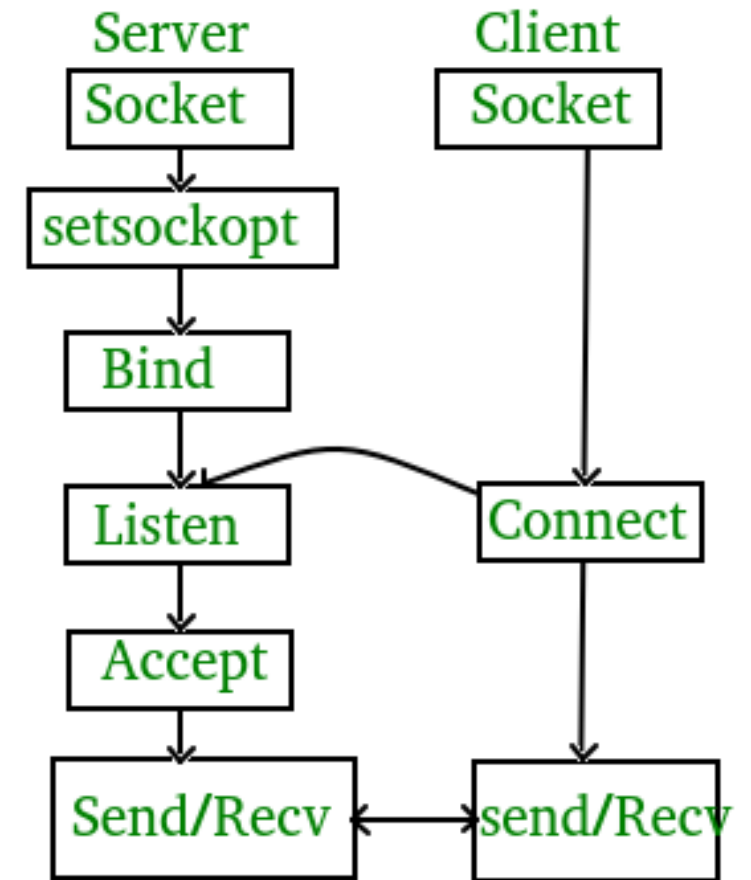 Server
Client
Socket
Socket
setsockopt
Bind
Listen
Connect
Accept
Send/Recv
send/Recv